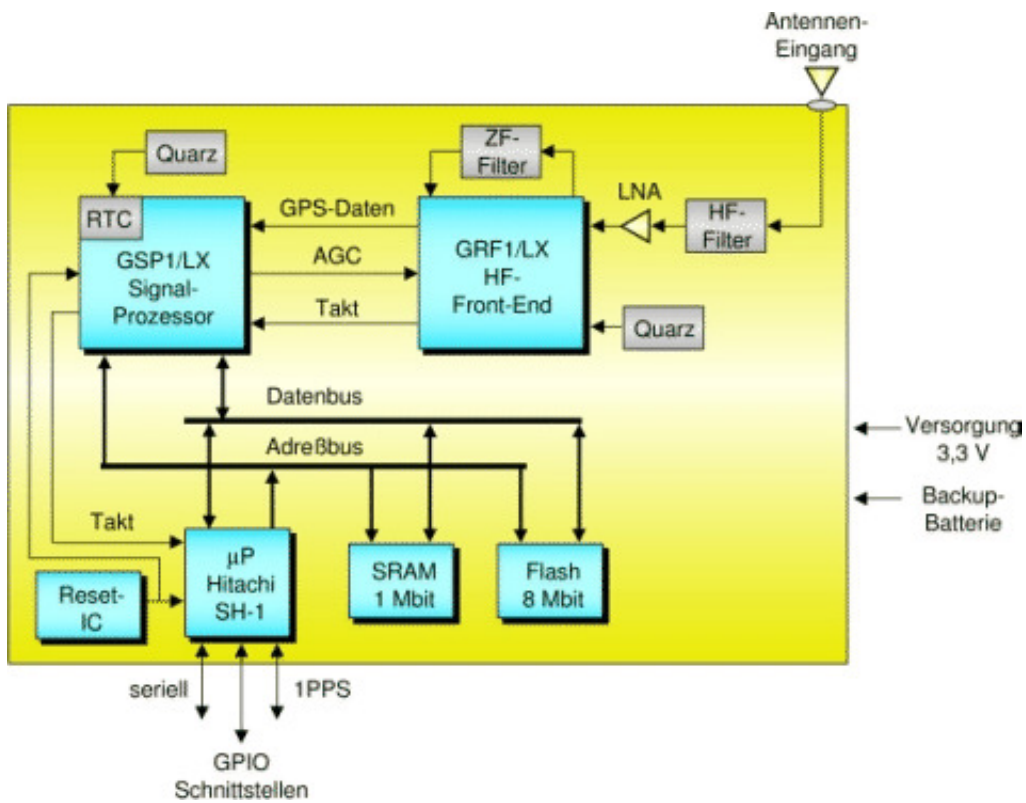 Antennen-
Eingang
Quarz
ZF-
Filter
LNA
HF-
Filter
RTC
GSP1/LX
Signal-
Prozessor
GPS-Daten
AGC
Takt
GRF1/LX
HF-
Front-End
Quarz
Datenbus
Adreßbus
Versorgung
3,3 V
Backup-
Batterie
Takt
Reset-
IC
µP
Hitachi
SH-1
SRAM
1 Mbit
Flash
8 Mbit
seriell
1PPS
GPIO
Schnittstellen